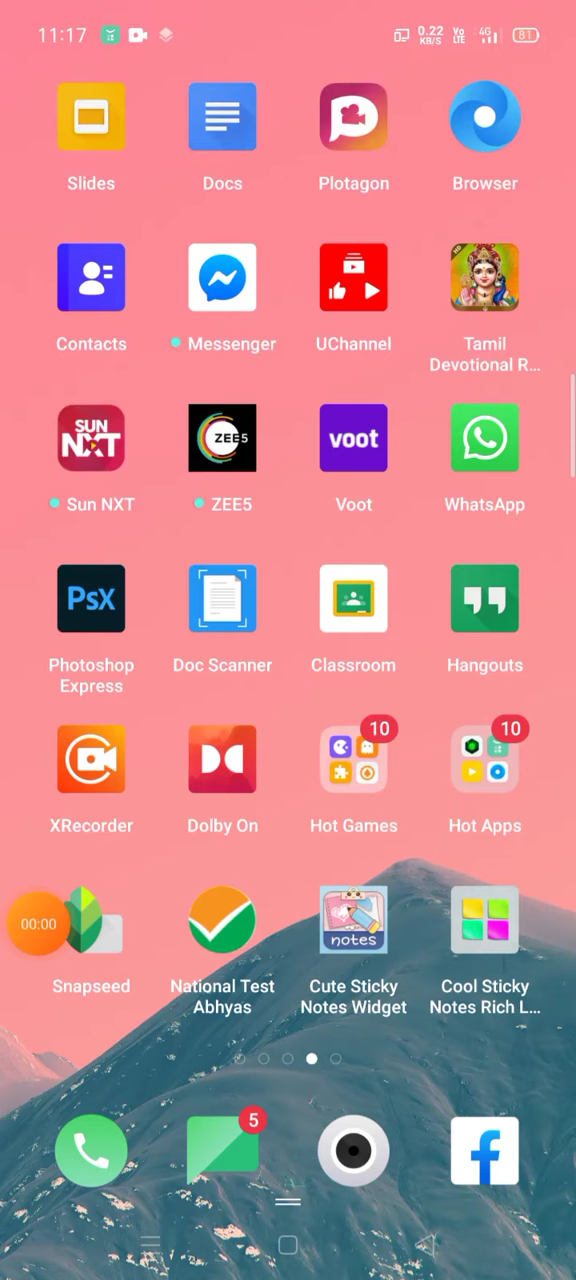 11:17
0.22
KB/S
Vo
LTE
4G
81
Slides
Docs
Plotagon
Browser
Contacts
Messenger
UChannel
Tamil
Devotional R...
SUN
NXT
ZEE5
voot
Sun NXT
ZEE5
Voot
WhatsApp
PsX
Photoshop
Express
Doc Scanner
Classroom
Hangouts
10
10
XRecorder
Dolby On
Hot Games
Hot Apps
00:00
notes
Snapseed
National Test
Abhyas
Cute Sticky
Notes Widget
Cool Sticky
Notes Rich L...
5